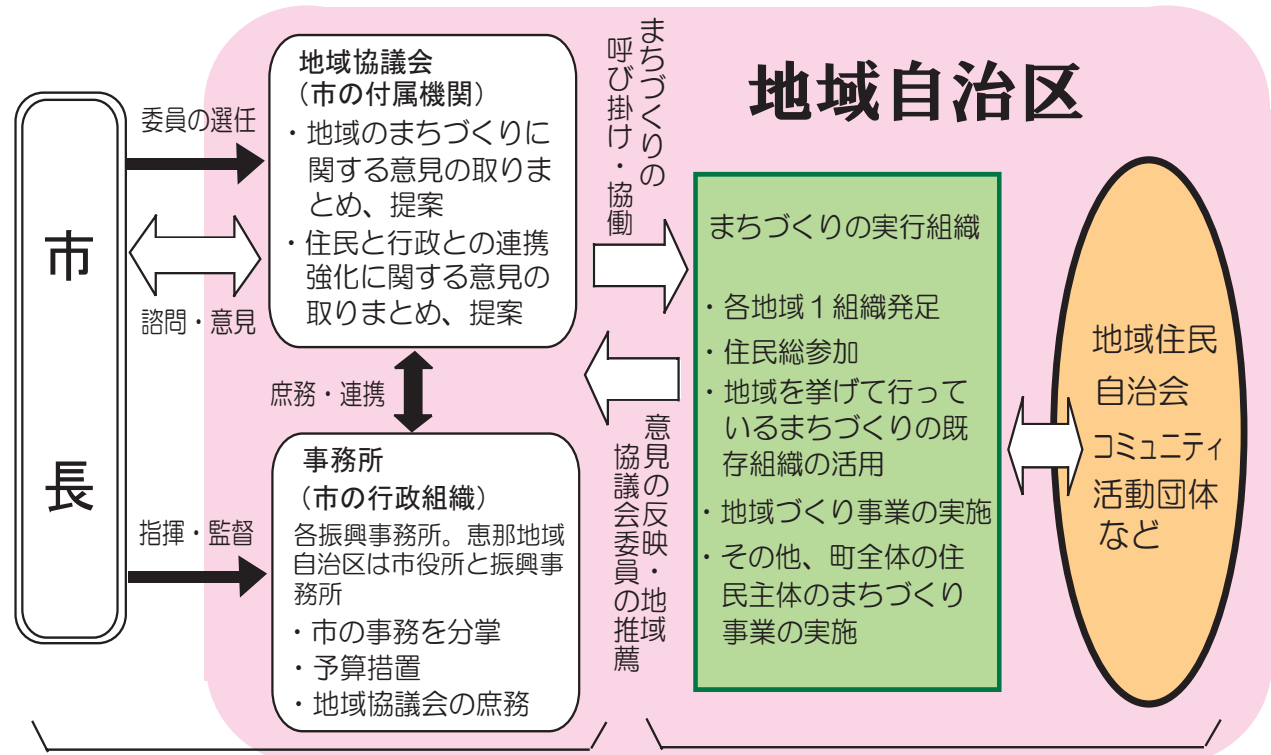 地域自治区
市長
委員の選任
諮問・意見
指揮・監督
地域協議会
（市の付属機関）
・地域のまちづくりに
関する意見の取りま
とめ、提案
・住民と行政との連携
強化に関する意見の
取りまとめ、提案
庶務・連携
事務所
（市の行政組織）
各振興事務所。恵那地域
自治区は市役所と振興事
務所
・市の事務を分掌
・予算措置
・地域協議会の庶務
まちづくりの
呼び掛け・協働
意見の反映・地域
協議会委員の推薦
まちづくりの実行組織
・各地域１組織発足
・住民総参加
・地域を挙げて行って
いるまちづくりの既
存組織の活用
・地域づくり事業の実施
・その他、町全体の住
民主体のまちづくり
事業の実施
地域住民
自治会
コミュニティ
活動団体
など